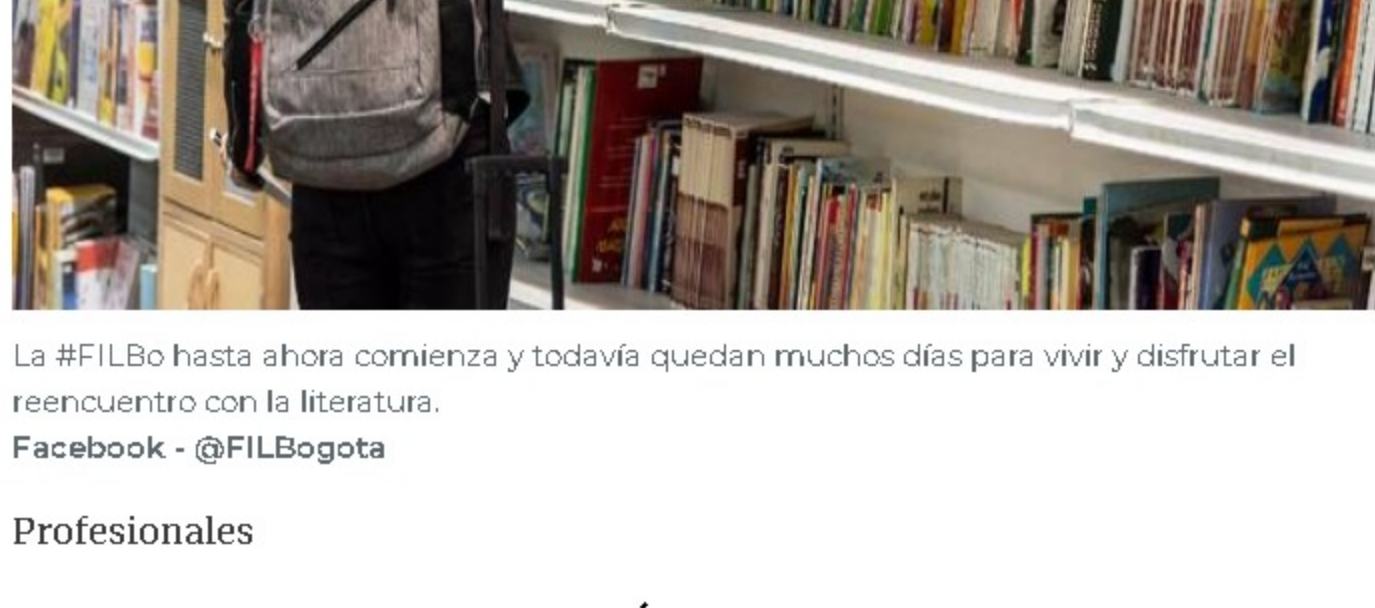 La #FILBo hasta ahora comienza y todavía quedan muchos días para vivir y disfrutar el
reencuentro con la literatura.
Facebook - @FILBogota
Profesionales